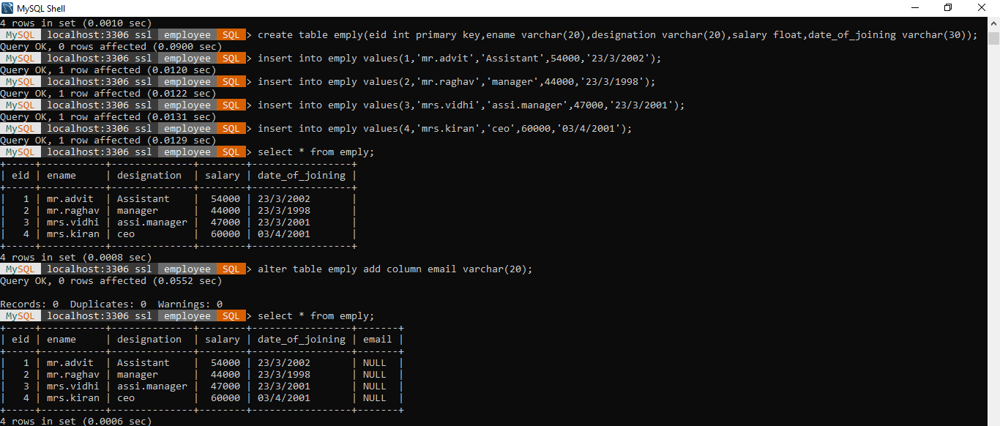 MySQL Shell
4 rows in set (0.0010 sec)
MySQL localhost:3306 ssl employee SQL > create table emply(eid int primary key,ename varchar(20),designation varchar(20),salary float,date_of_joining varchar(30));
Query OK, 0 rows affected (0.0900 sec)
MySQL localhost:3306 ssl employee SQL > insert into emply values(1,'mr.advit','Assistant',54000,'23/3/2002');
Query OK, 1 row affected (0.0120 sec)
MySQL localhost:3306 ssl employee SQL > insert into emply values(2,'mr.raghav','manager',44000,'23/3/1998');
Query OK, 1 row affected (0.0122 sec)
MySQL localhost:3306 ssl employee SQL > insert into emply values(3,'mrs.vidhi','assi.manager',47000,'23/3/2001');
Query OK, 1 row affected (0.0131 sec)
MySQL localhost:3306 ssl employee SQL > insert into emply values(4,'mrs.kiran','ceo',60000,'03/4/2001');
Query OK, 1 row affected (0.0129 sec)
MySQL localhost:3306 ssl employee SQL > select * from emply;
+-----+-----------+--------------+--------+-----------------+
| eid | ename     | designation  | salary | date_of_joining |
+-----+-----------+--------------+--------+-----------------+
|   1 | mr.advit  | Assistant    |  54000 | 23/3/2002       |
|   2 | mr.raghav | manager      |  44000 | 23/3/1998       |
|   3 | mrs.vidhi | assi.manager |  47000 | 23/3/2001       |
|   4 | mrs.kiran | ceo          |  60000 | 03/4/2001       |
+-----+-----------+--------------+--------+-----------------+
4 rows in set (0.0008 sec)
MySQL localhost:3306 ssl employee SQL > alter table emply add column email varchar(20);
Query OK, 0 rows affected (0.0552 sec)
Records: 0  Duplicates: 0  Warnings: 0
MySQL localhost:3306 ssl employee SQL > select * from emply;
+-----+-----------+--------------+--------+-----------------+-------+
| eid | ename     | designation  | salary | date_of_joining | email |
+-----+-----------+--------------+--------+-----------------+-------+
|   1 | mr.advit  | Assistant    |  54000 | 23/3/2002       | NULL  |
|   2 | mr.raghav | manager      |  44000 | 23/3/1998       | NULL  |
|   3 | mrs.vidhi | assi.manager |  47000 | 23/3/2001       | NULL  |
|   4 | mrs.kiran | ceo          |  60000 | 03/4/2001       | NULL  |
+-----+-----------+--------------+--------+-----------------+-------+
4 rows in set (0.0006 sec)